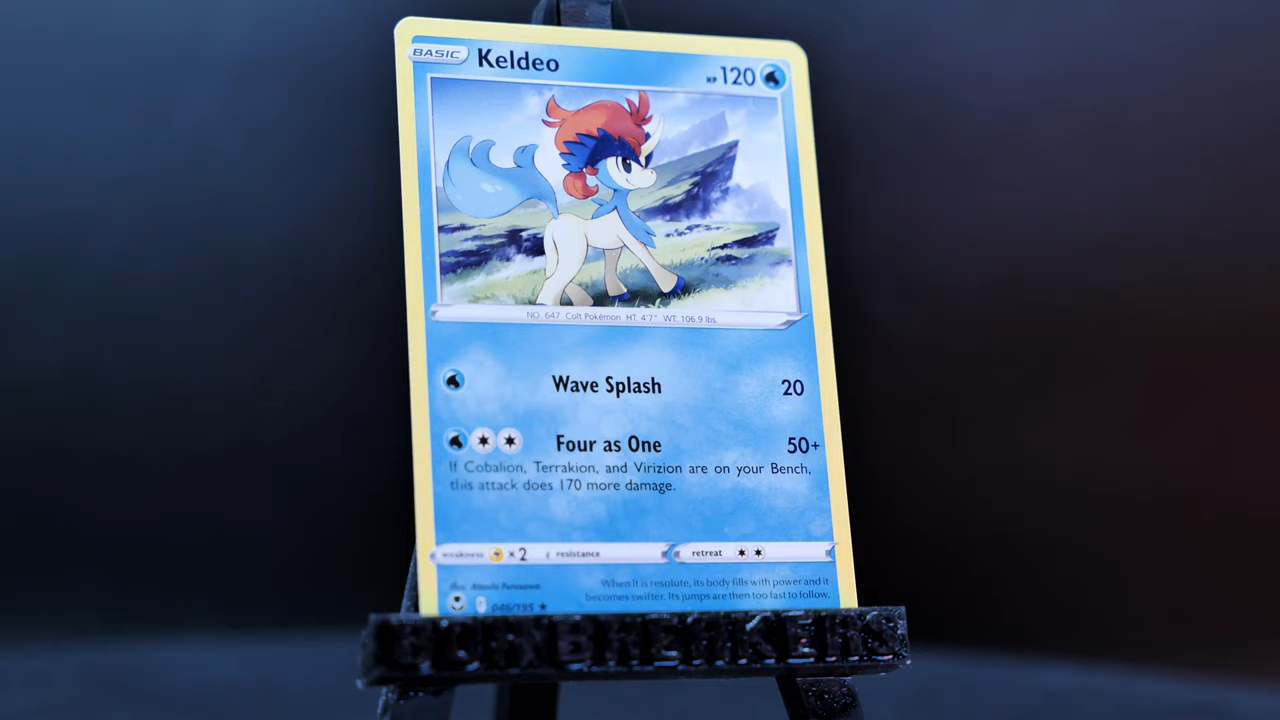 BASIC Keldeo HP 120
NO. 647 Colt Pokémon HT: 4'7" WT: 106.9 lbs.
Wave Splash 20
Four as One 50+
If Cobalion, Terrakion, and Virizion are on your Bench,
this attack does 170 more damage.
weakness ×2 resistance retreat
When it is resolute, its body fills with power and it
becomes swifter. Its jumps are then too fast to follow.
046/195